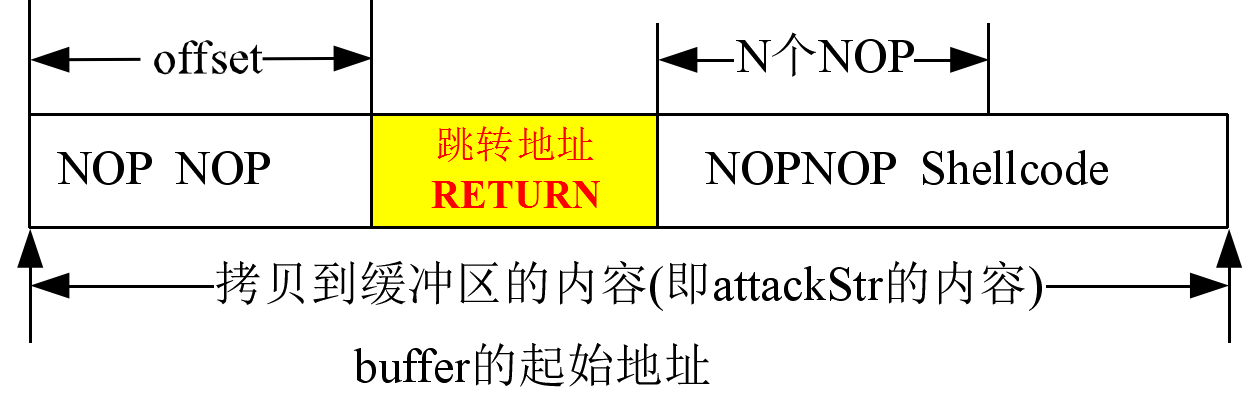 offset
N个NOP
NOP NOP
跳转地址
RETURN
NOPNOP Shellcode
拷贝到缓冲区的内容(即attackStr的内容)
buffer的起始地址